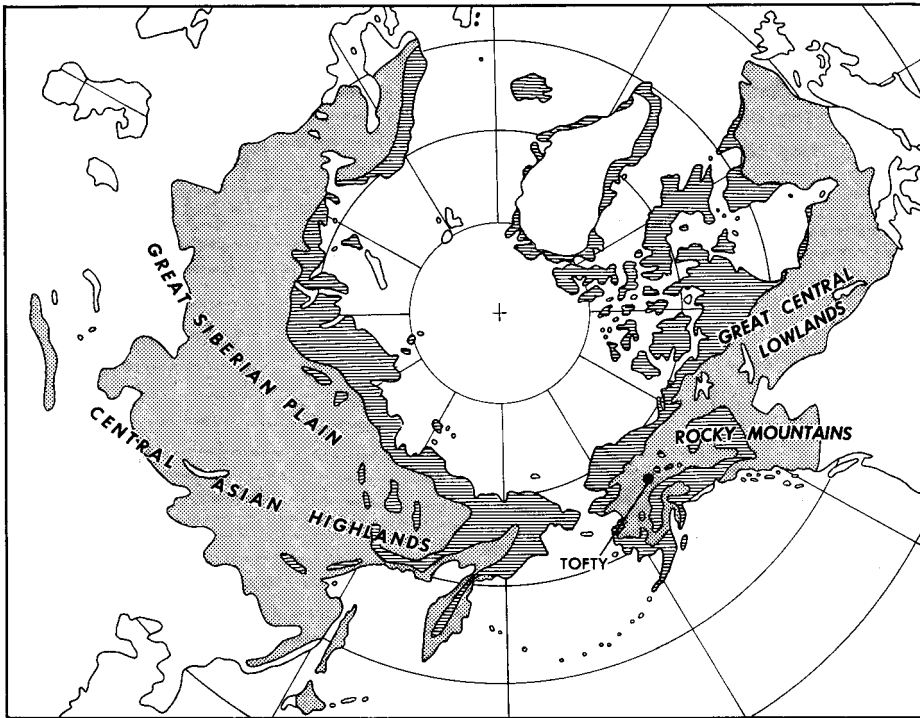 GREAT SIBERIAN PLAIN
CENTRAL ASIAN HIGHLANDS
GREAT CENTRAL
LOWLANDS
ROCKY MOUNTAINS
TOFTY